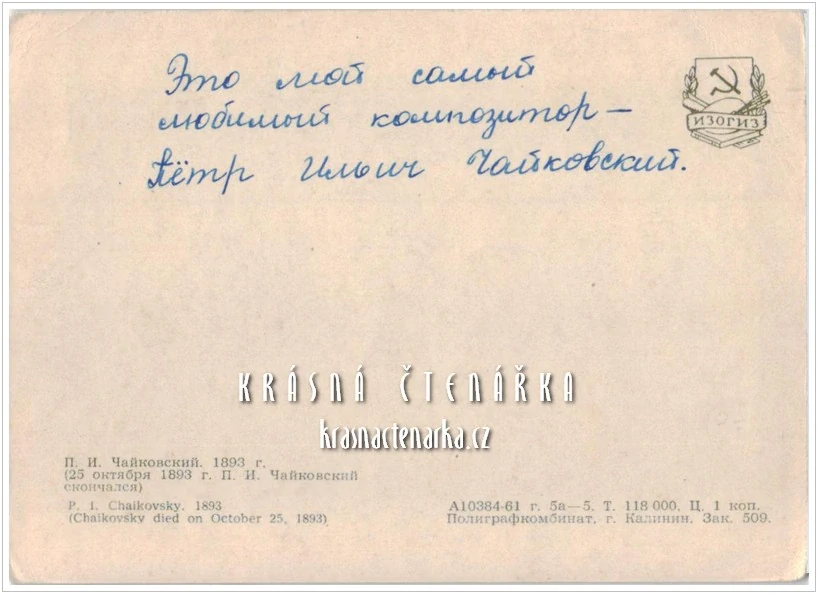 Это мой самый
любимый композитор —
Пётр Ильич Чайковский.
ИЗОГИЗ
KRÁSNÁ ČTENÁŘKA
krasnactenarka.cz
П. И. Чайковский. 1893 г.
(25 октября 1893 г. П. И. Чайковский
скончался)
P. I. Chaikovsky. 1893
(Chaikovsky died on October 25, 1893)
А10384-61 г. 5а—5. Т. 118 000. Ц. 1 коп.
Полиграфкомбинат, г. Калинин, Зак. 509.